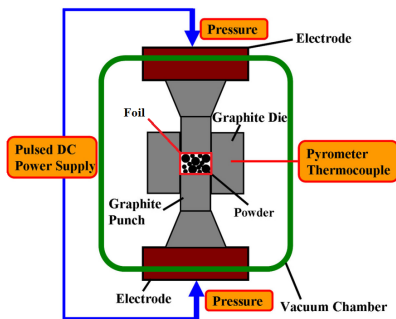 Pressure
Electrode
Foil
Graphite Die
Pulsed DC
Power Supply
Pyrometer
Thermocouple
Graphite
Punch
Powder
Electrode
Pressure
Vacuum Chamber